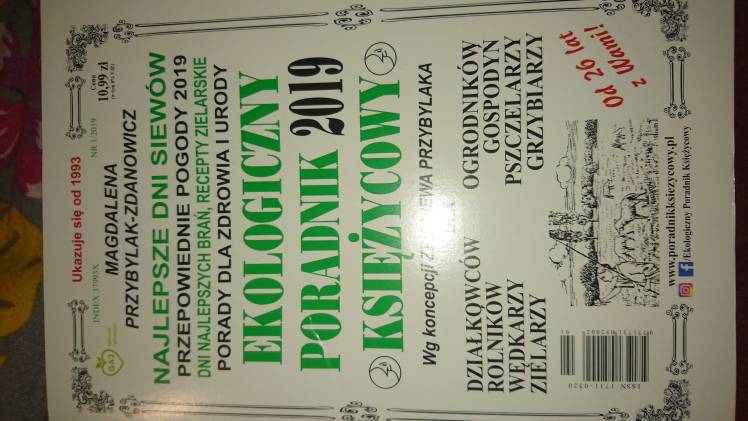 Ukazuje się od 1993
Cena
10,99 zł
INDEX 37993X
NR 1/2019
MAGDALENA
PRZYBYLAK-ZDANOWICZ
NAJLEPSZE DNI SIEWÓW
PRZEPOWIEDNIE POGODY 2019
DNI NAJLEPSZYCH BRAŃ, RECEPTY ZIELARSKIE
PORADY DLA ZDROWIA I URODY
EKOLOGICZNY
PORADNIK 2019
KSIĘŻYCOWY
Wg koncepcji ZBIGNIEWA PRZYBYLAKA
DLA
DZIAŁKOWCÓW
ROLNIKÓW
WĘDKARZY
ZIELARZY
OGRODNIKÓW
GOSPODYŃ
PSZCZELARZY
GRZYBIARZY
Od 26 lat
z Wami!
ISSN 1731-0520
91
www.poradnikksiezycowy.pl
/Ekologiczny Poradnik Księżycowy